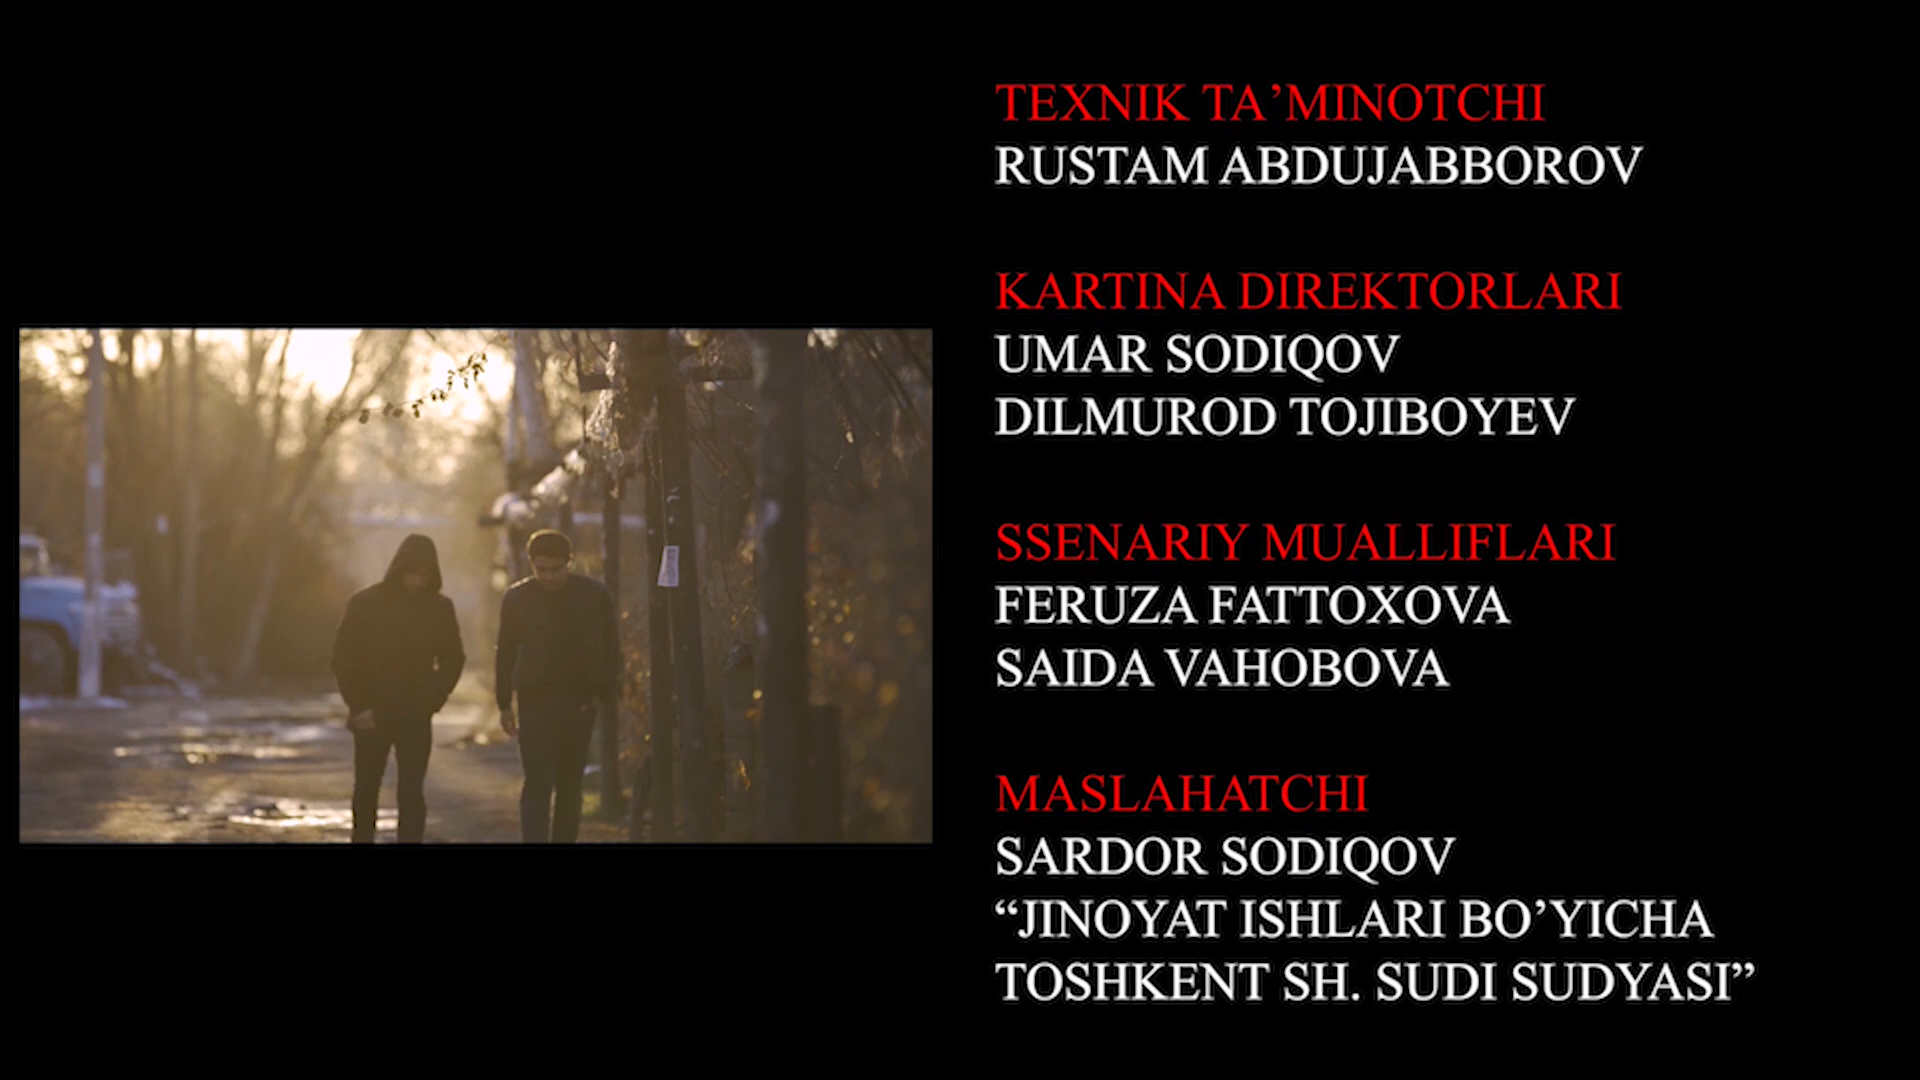 TEXNIK TA’MINOTCHI
RUSTAM ABDUJABBOROV
KARTINA DIREKTORLARI
UMAR SODIQOV
DILMUROD TOJIBOYEV
SSENARIY MUALLIFLARI
FERUZA FATTOXOVA
SAIDA VAHOBOVA
MASLAHATCHI
SARDOR SODIQOV
“JINOYAT ISHLARI BO’YICHA
TOSHKENT SH. SUDI SUDYASI”